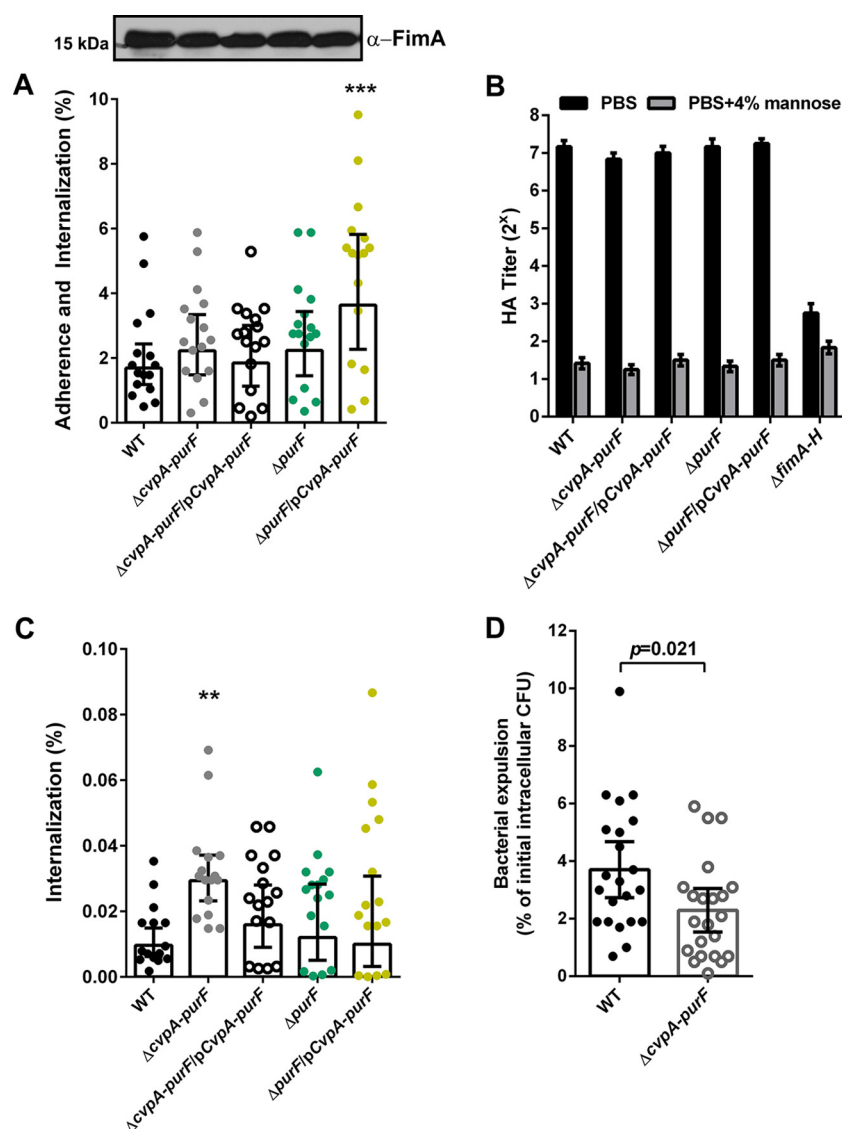 15 kDa
α–FimA
A
Adherence and Internalization (%)
10
8
6
4
2
0
***
WT
ΔcvpA-purF
ΔcvpA-purF/pCvpA-purF
ΔpurF
ΔpurF/pCvpA-purF
B
PBS
PBS+4% mannose
HA Titer (2ˣ)
8
7
6
5
4
3
2
1
0
WT
ΔcvpA-purF
ΔcvpA-purF/pCvpA-purF
ΔpurF
ΔpurF/pCvpA-purF
ΔfimA-H
C
Internalization (%)
0.10
0.08
0.06
0.04
0.02
0.00
**
WT
ΔcvpA-purF
ΔcvpA-purF/pCvpA-purF
ΔpurF
ΔpurF/pCvpA-purF
D
Bacterial expulsion
(% of initial intracellular CFU)
12
10
8
6
4
2
0
p=0.021
WT
ΔcvpA-purF